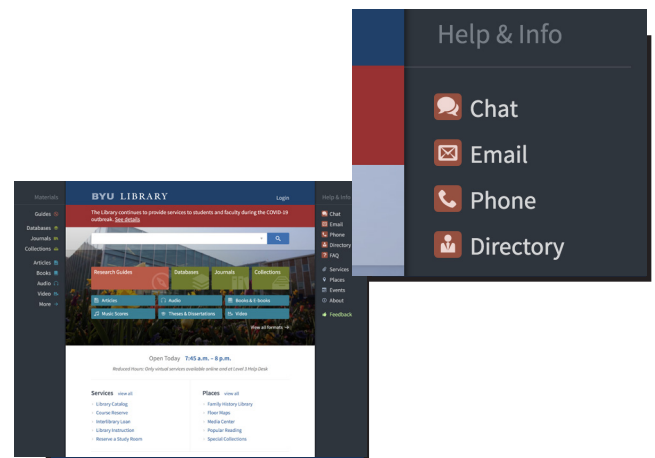 Help & Info
Chat
Email
Phone
Directory
Materials
Guides
Databases
Journals
Collections
Articles
Books
Audio
Video
More
BYU LIBRARY
Login
The Library continues to provide services to students and faculty during the COVID-19
outbreak. See details
Research Guides
Databases
Journals
Collections
Articles
Audio
Books & E-books
Music Scores
Theses & Dissertations
Video
View all formats →
Open Today 7:45 a.m. – 8 p.m.
Reduced Hours: Only virtual services available online and at Level 3 Help Desk
Services view all
Library Catalog
Course Reserve
Interlibrary Loan
Library Instruction
Reserve a Study Room
Places view all
Family History Library
Floor Maps
Media Center
Popular Reading
Special Collections
Help & Info
Chat
Email
Phone
Directory
FAQ
Services
Places
Events
About
Feedback